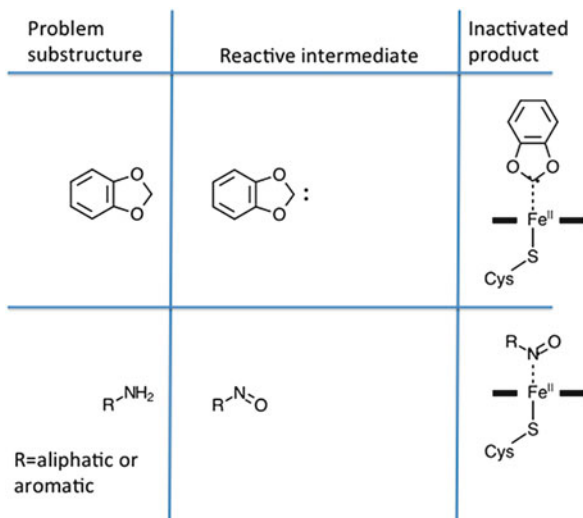 Problem
substructure
Reactive intermediate
Inactivated
product
O
O
O
O
:
O
O
Fe^II
S
Cys
R
NH₂
R
N
O
R
N
O
Fe^II
S
Cys
R=aliphatic or
aromatic